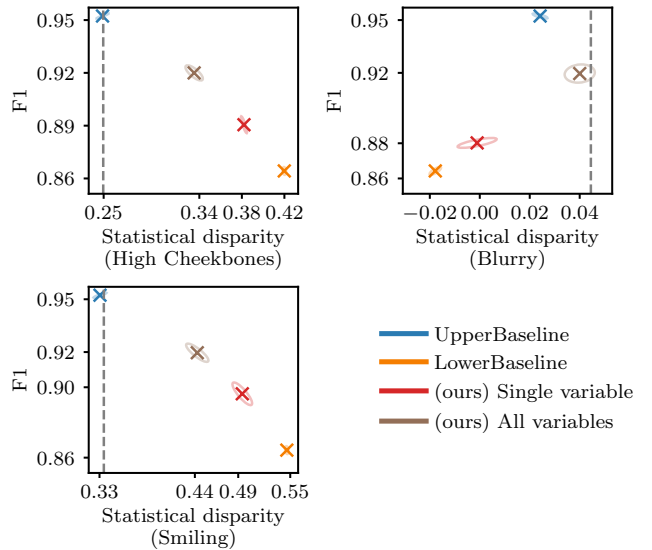 0.95
0.92
0.89
0.86
F1
0.25
0.34
0.38
0.42
Statistical disparity
(High Cheekbones)
0.95
0.92
0.88
0.86
F1
−0.02
0.00
0.04
Statistical disparity
(Blurry)
0.95
0.92
0.90
0.86
F1
0.33
0.44
0.49
0.55
Statistical disparity
(Smiling)
UpperBaseline
LowerBaseline
(ours) Single variable
(ours) All variables